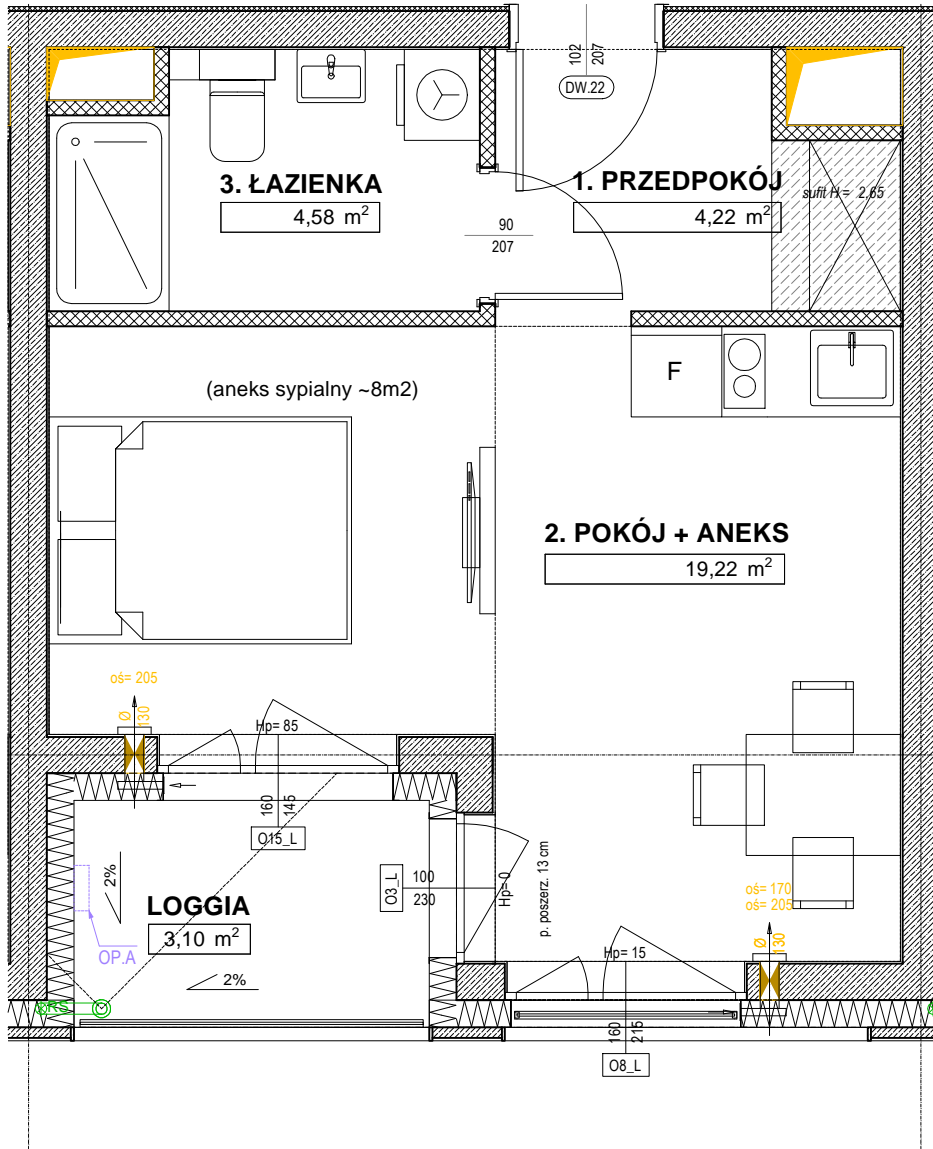 102
207
DW.22
3. ŁAZIENKA
4,58 m²
1. PRZEDPOKÓJ
4,22 m²
sufit H = 2,65
90
207
(aneks sypialny ~8m2)
F
2. POKÓJ + ANEKS
19,22 m²
oś= 205
Ø
130
Hp= 85
160
145
O15_L
2%
LOGGIA
3,10 m²
OP.A
2%
RS
O3_L
100
230
Hp=0
p. poszerz. 13 cm
oś= 170
oś= 205
Ø
130
Hp= 15
160
215
O8_L